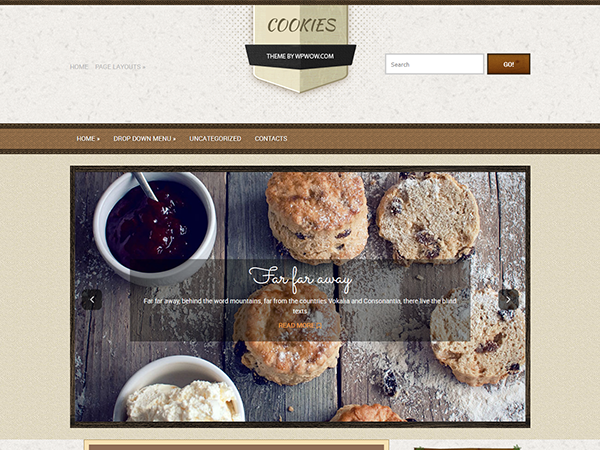 COOKIES
THEME BY WPWOW.COM
HOME PAGE LAYOUTS »
Search
GO!
HOME » DROP DOWN MENU » UNCATEGORIZED CONTACTS
Far far away
Far far away, behind the word mountains, far from the countries Vokalia and Consonantia, there live the blind
texts.
READ MORE